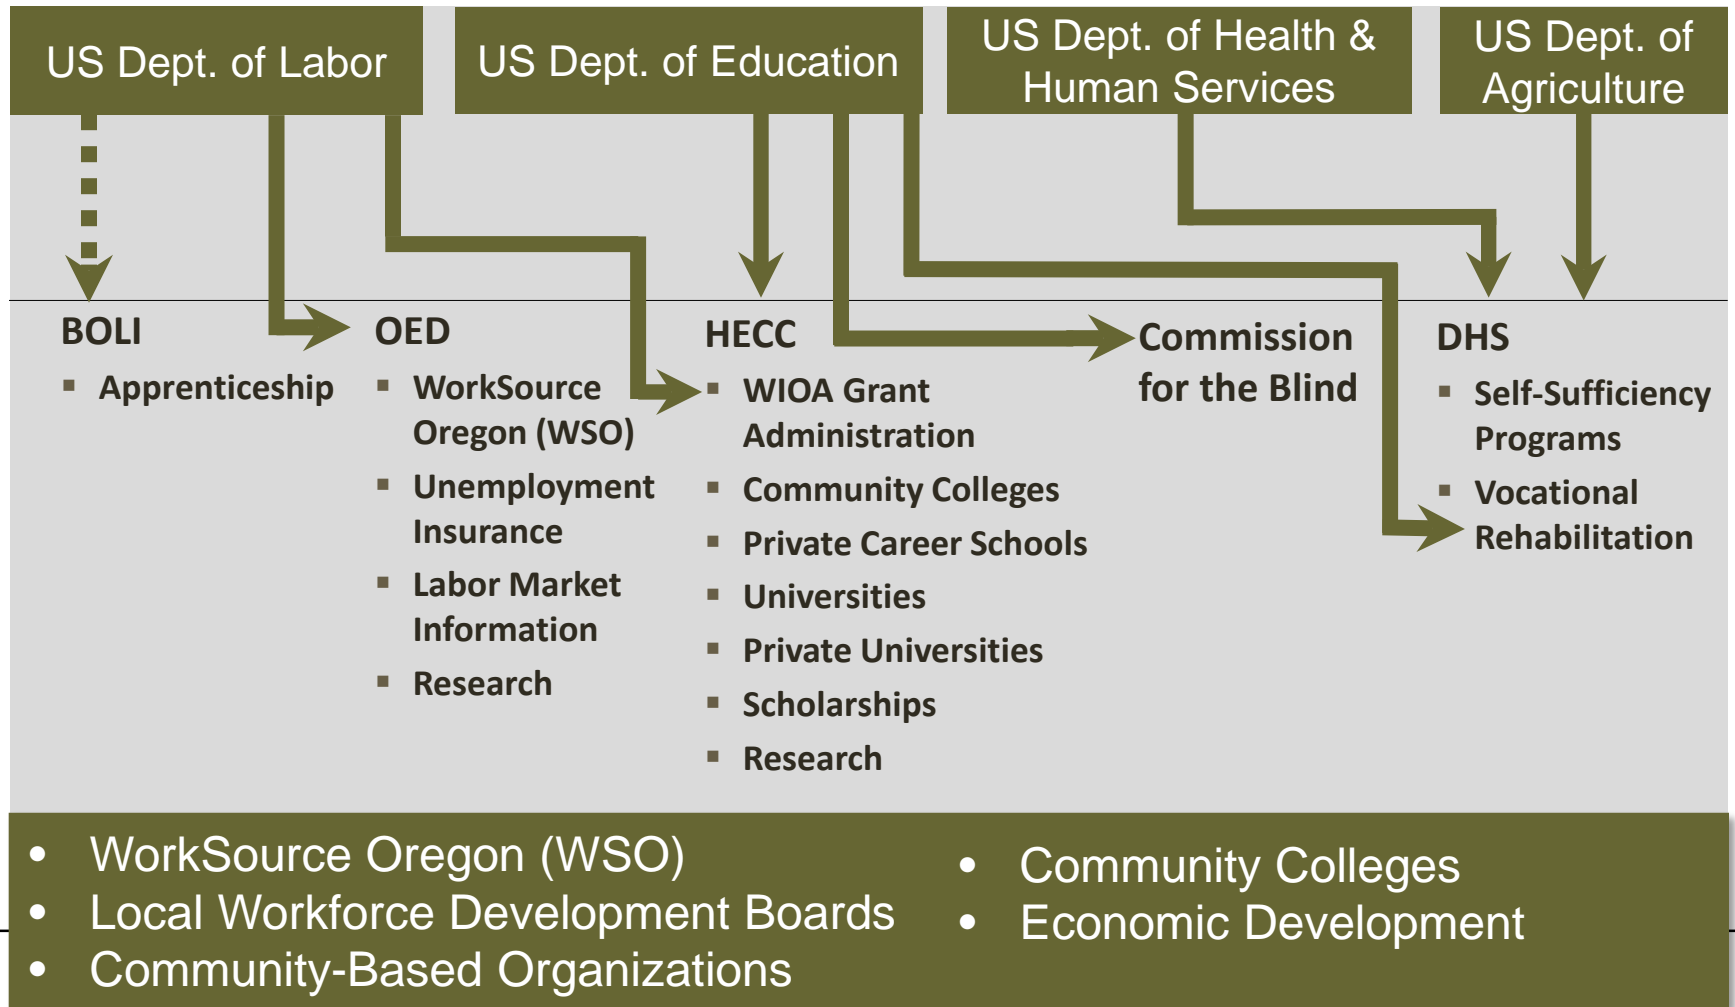 US Dept. of Labor
US Dept. of Education
US Dept. of Health &
Human Services
US Dept. of
Agriculture
BOLI
▪ Apprenticeship
OED
▪ WorkSource
Oregon (WSO)
▪ Unemployment
Insurance
▪ Labor Market
Information
▪ Research
HECC
▪ WIOA Grant
Administration
▪ Community Colleges
▪ Private Career Schools
▪ Universities
▪ Private Universities
▪ Scholarships
▪ Research
Commission
for the Blind
DHS
▪ Self-Sufficiency
Programs
▪ Vocational
Rehabilitation
• WorkSource Oregon (WSO)
• Local Workforce Development Boards
• Community-Based Organizations
• Community Colleges
• Economic Development